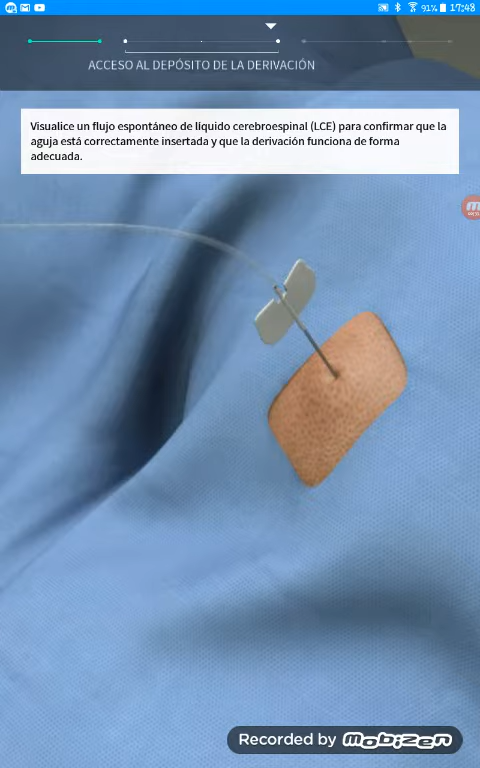 91% 17:48
ACCESO AL DEPÓSITO DE LA DERIVACIÓN
Visualice un flujo espontáneo de líquido cerebroespinal (LCE) para confirmar que la
aguja está correctamente insertada y que la derivación funciona de forma
adecuada.
Recorded by mobizen